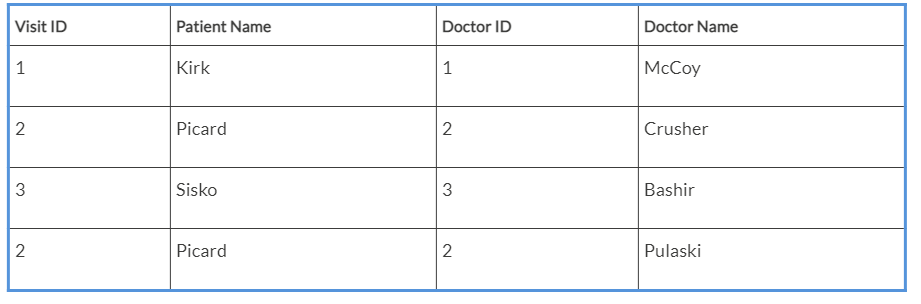 Visit ID Patient Name Doctor ID Doctor Name
1 Kirk 1 McCoy
2 Picard 2 Crusher
3 Sisko 3 Bashir
2 Picard 2 Pulaski